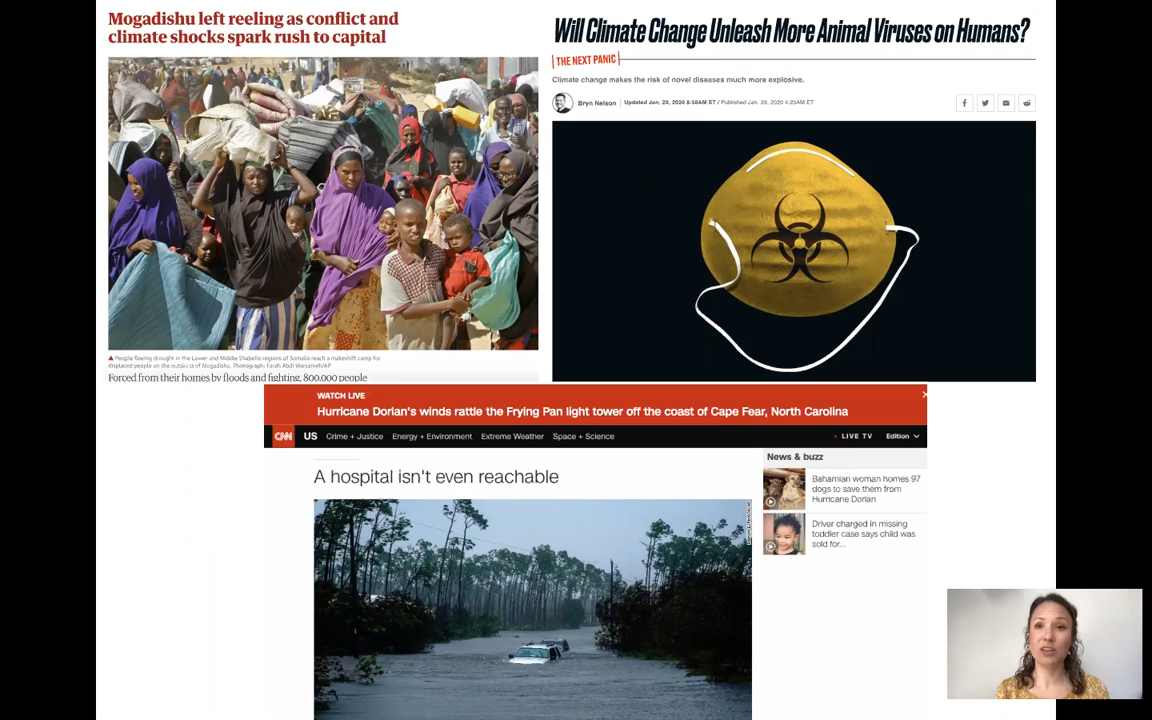 Mogadishu left reeling as conflict and
climate shocks spark rush to capital
▲ People fleeing drought in the Lower and Middle Shabelle regions of Somalia reach a makeshift camp for
displaced people on the outskirts of Mogadishu. Photograph: Farah Abdi Warsameh/AP
Forced from their homes by floods and fighting, 800,000 people
Will Climate Change Unleash More Animal Viruses on Humans?
THE NEXT PANIC
Climate change makes the risk of novel diseases much more explosive.
Bryn Nelson | Updated Jan. 29, 2020 8:56AM ET / Published Jan. 29, 2020 4:23AM ET
WATCH LIVE
Hurricane Dorian's winds rattle the Frying Pan light tower off the coast of Cape Fear, North Carolina
CNN US Crime + Justice Energy + Environment Extreme Weather Space + Science LIVE TV Edition
A hospital isn't even reachable
News & buzz
Bahamian woman homes 97
dogs to save them from
Hurricane Dorian
Driver charged in missing
toddler case says child was
sold for...